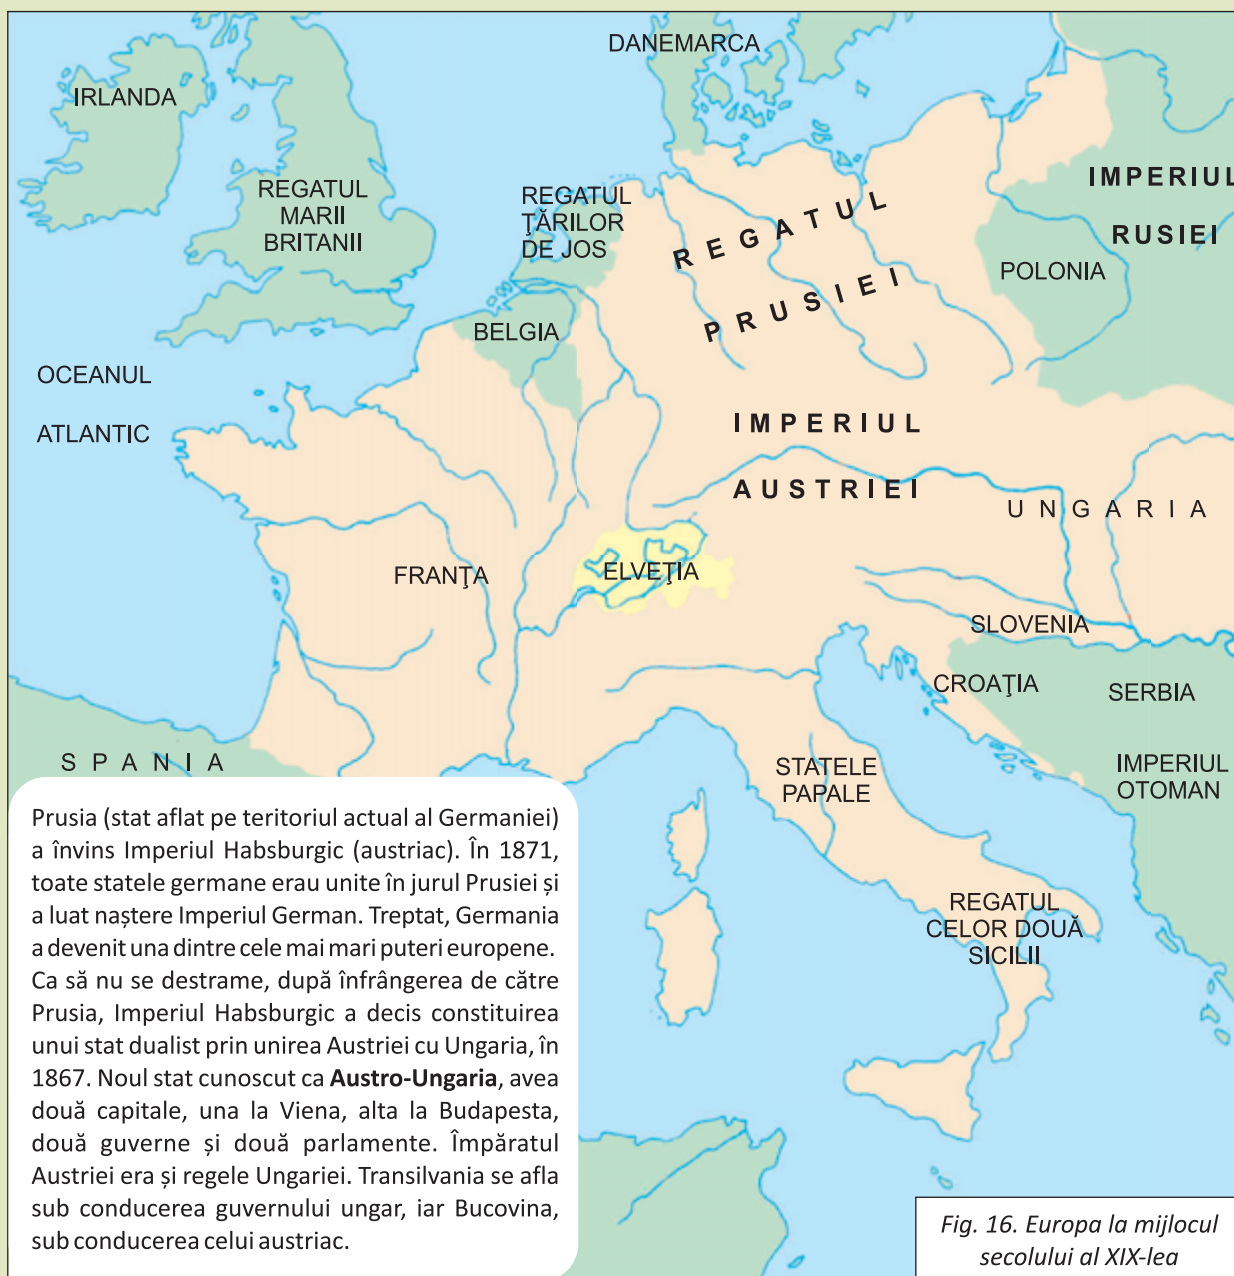 DANEMARCA
IRLANDA
REGATUL
MARII
BRITANII
REGATUL
ȚĂRILOR
DE JOS
REGATUL
PRUSIEI
IMPERIUL
RUSIEI
POLONIA
BELGIA
OCEANUL
ATLANTIC
IMPERIUL
AUSTRIEI
UNGARIA
FRANȚA
ELVEȚIA
SLOVENIA
CROAȚIA
SERBIA
SPANIA
STATELE
PAPALE
IMPERIUL
OTOMAN
REGATUL
CELOR DOUĂ
SICILII
Prusia (stat aflat pe teritoriul actual al Germaniei)
a învins Imperiul Habsburgic (austriac). În 1871,
toate statele germane erau unite în jurul Prusiei și
a luat naștere Imperiul German. Treptat, Germania
a devenit una dintre cele mai mari puteri europene.
Ca să nu se destrame, după înfrângerea de către
Prusia, Imperiul Habsburgic a decis constituirea
unui stat dualist prin unirea Austriei cu Ungaria, în
1867. Noul stat cunoscut ca Austro-Ungaria, avea
două capitale, una la Viena, alta la Budapesta,
două guverne și două parlamente. Împăratul
Austriei era și regele Ungariei. Transilvania se afla
sub conducerea guvernului ungar, iar Bucovina,
sub conducerea celui austriac.
Fig. 16. Europa la mijlocul
secolului al XIX-lea